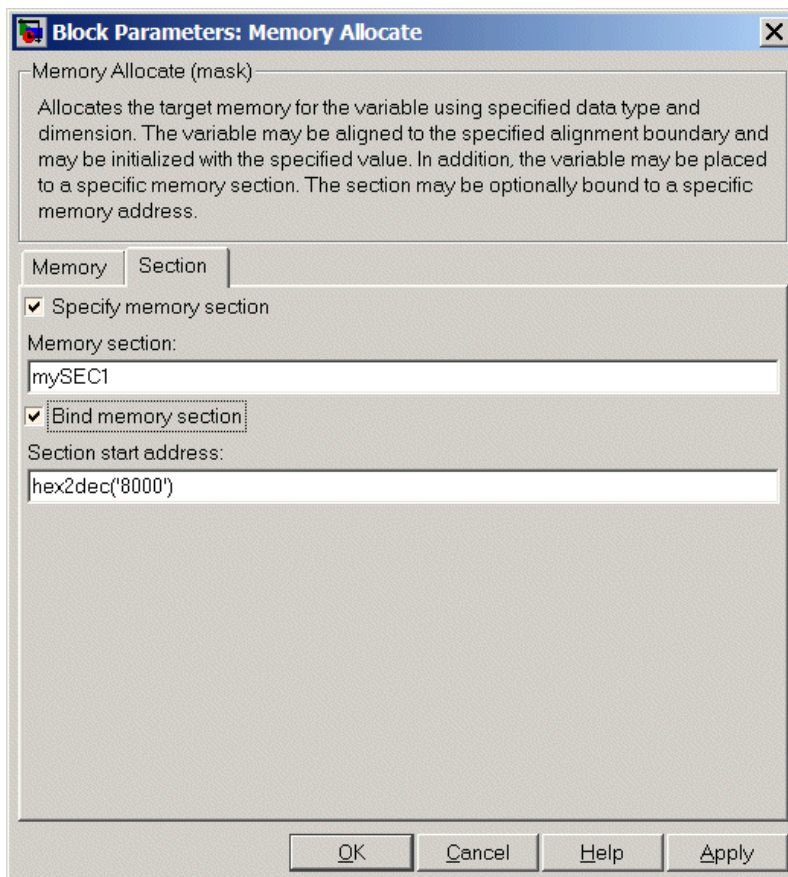 Block Parameters: Memory Allocate
Memory Allocate (mask)
Allocates the target memory for the variable using specified data type and
dimension. The variable may be aligned to the specified alignment boundary and
may be initialized with the specified value. In addition, the variable may be placed
to a specific memory section. The section may be optionally bound to a specific
memory address.
Memory Section
Specify memory section
Memory section:
mySEC1
Bind memory section
Section start address:
hex2dec('8000')
OK Cancel Help Apply